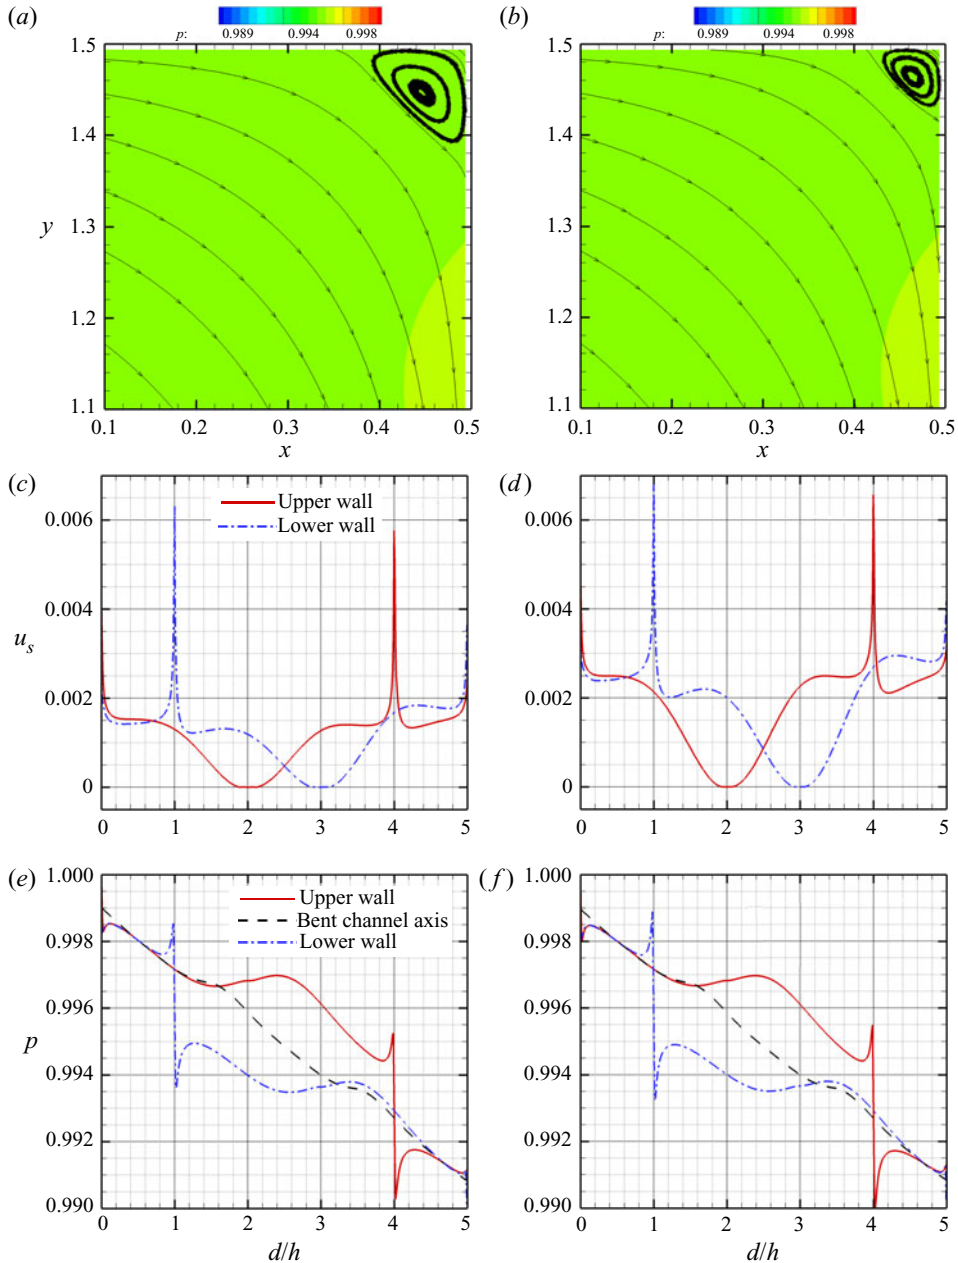 (a) (b)
p: 0.989 0.994 0.998 p: 0.989 0.994 0.998
1.5 1.5
1.4 1.4
y 1.3 1.3
1.2 1.2
1.1 1.1
0.1 0.2 0.3 0.4 0.5 0.1 0.2 0.3 0.4 0.5
x x
(c) (d)
Upper wall
Lower wall
0.006 0.006
0.004 0.004
u_s
0.002 0.002
0 0
0 1 2 3 4 5 0 1 2 3 4 5
(e) (f)
1.000 1.000
Upper wall
Bent channel axis
Lower wall
0.998 0.998
0.996 0.996
p
0.994 0.994
0.992 0.992
0.990 0.990
0 1 2 3 4 5 0 1 2 3 4 5
d/h d/h